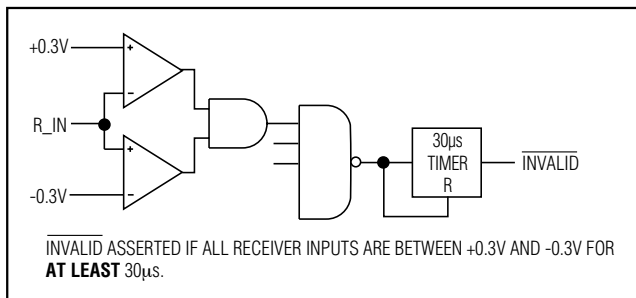 +0.3V
R_IN
-0.3V
+
-
+
-
30µs
TIMER
R
INVALID
INVALID ASSERTED IF ALL RECEIVER INPUTS ARE BETWEEN +0.3V AND -0.3V FOR
AT LEAST 30µs.